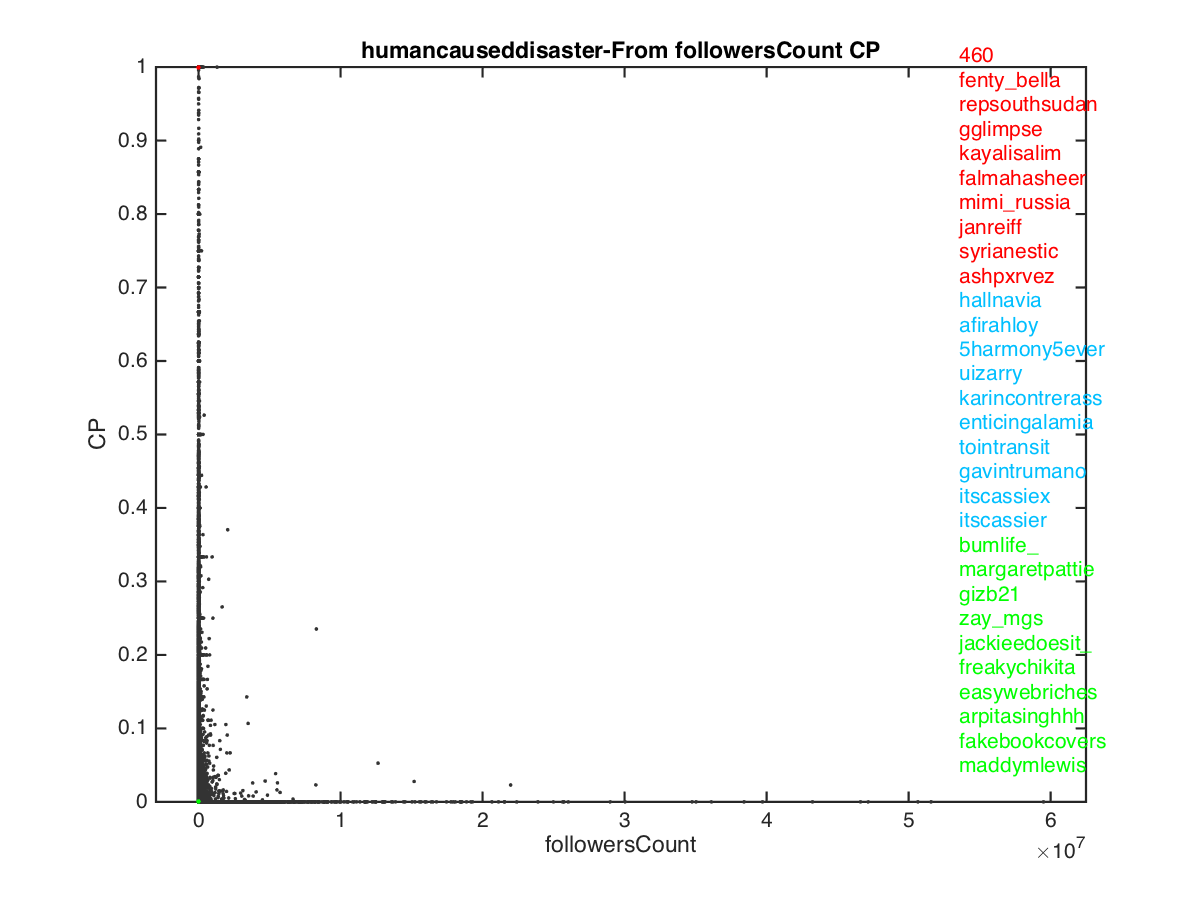 humancauseddisaster-From followersCount CP
460
fenty_bella
repsouthsudan
gglimpse
kayalisalim
falmahasheer
mimi_russia
janreiff
syrianestic
ashpxrvez
hallnavia
afirahloy
5harmony5ever
uizarry
karincontrerass
enticingalamia
tointransit
gavintrumano
itscassiex
itscassier
bumlife_
margaretpattie
gizb21
zay_mgs
jackieedoesit_
freakychikita
easywebriches
arpitasinghhh
fakebookcovers
maddymlewis
1
0.9
0.8
0.7
0.6
0.5
0.4
0.3
0.2
0.1
0
CP
0 1 2 3 4 5 6
followersCount
×10^7